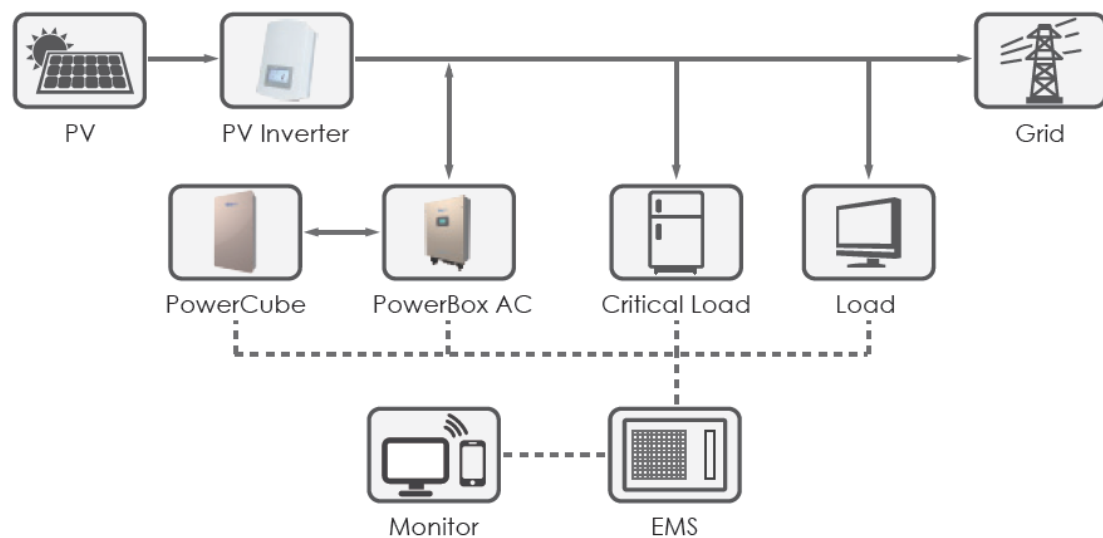 PV
PV Inverter
Grid
PowerCube
PowerBox AC
Critical Load
Load
Monitor
EMS